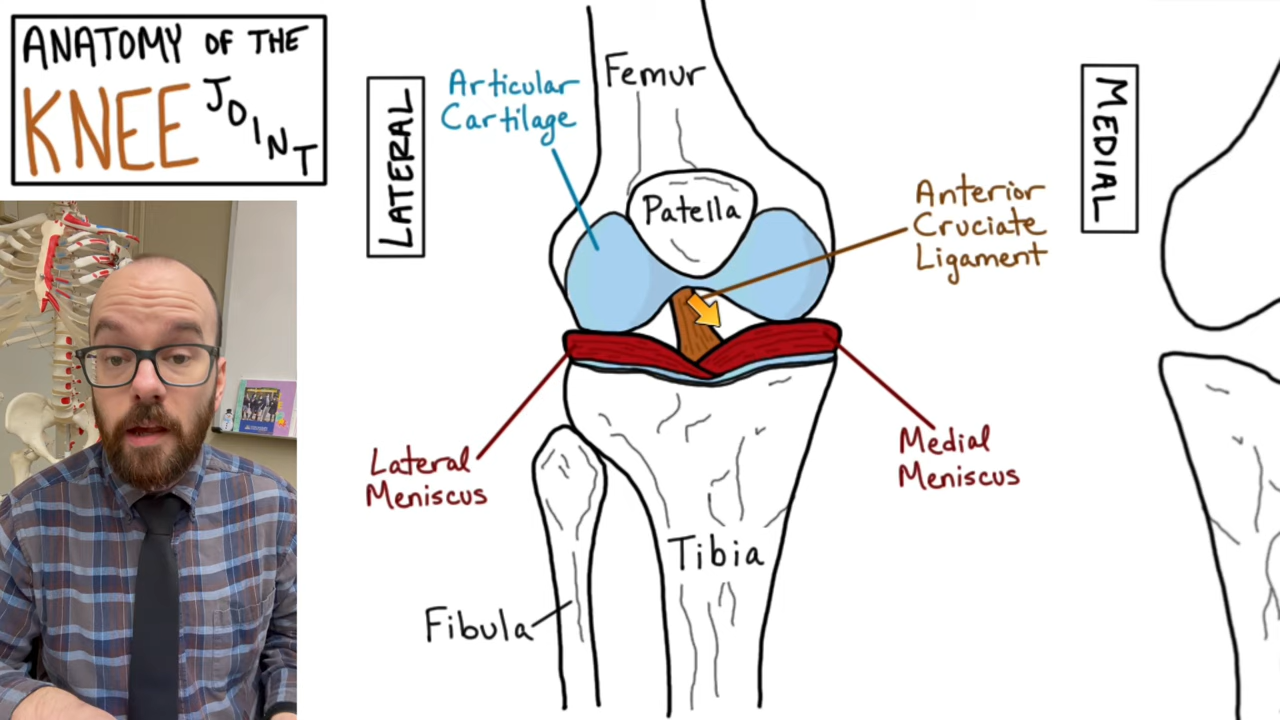 ANATOMY OF THE
KNEE JOINT
LATERAL
Articular
Cartilage
Femur
Patella
Anterior
Cruciate
Ligament
MEDIAL
Lateral
Meniscus
Medial
Meniscus
Tibia
Fibula